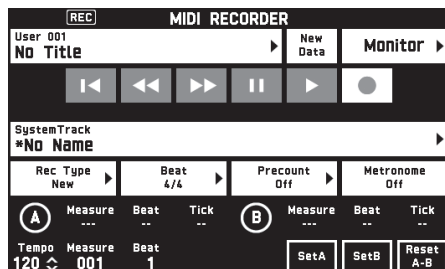 REC MIDI RECORDER
User 001
No Title
New
Data
Monitor
SystemTrack
*No Name
Rec Type
New
Beat
4/4
Precount
Off
Metronome
Off
A Measure Beat Tick B Measure Beat Tick
--- -- -- --- -- --
Tempo Measure Beat
120 001 1
SetA SetB Reset
A-B